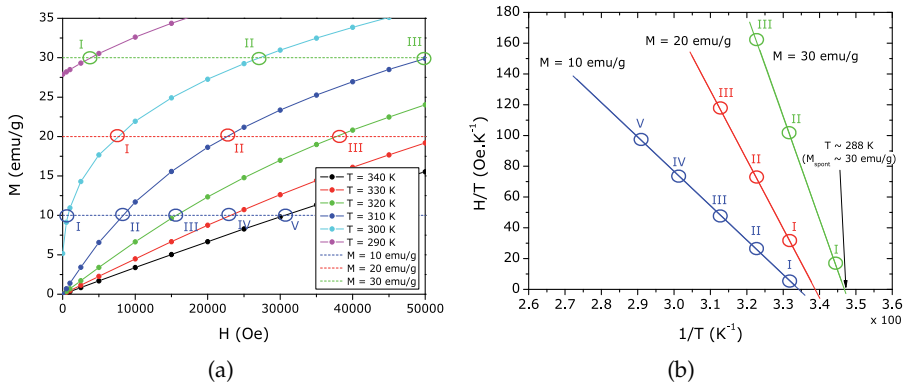 35
30
25
20
15
10
5
0
M (emu/g)
I
II
III
I
II
III
I
II
III
IV
V
T = 340 K
T = 330 K
T = 320 K
T = 310 K
T = 300 K
T = 290 K
M = 10 emu/g
M = 20 emu/g
M = 30 emu/g
0 10000 20000 30000 40000 50000
H (Oe)
(a)
180
160
140
120
100
80
60
40
20
0
H/T (Oe.K⁻¹)
M = 10 emu/g
M = 20 emu/g
M = 30 emu/g
III
III
II
V
II
IV
III
II
I
I
I
T ~ 288 K
(Mspont ~ 30 emu/g)
2.6 2.7 2.8 2.9 3.0 3.1 3.2 3.3 3.4 3.5 3.6
x 100
1/T (K⁻¹)
(b)